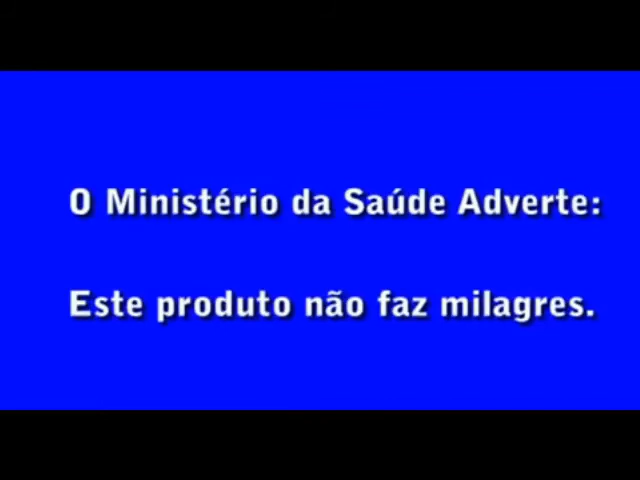 O Ministério da Saúde Adverte:
Este produto não faz milagres.